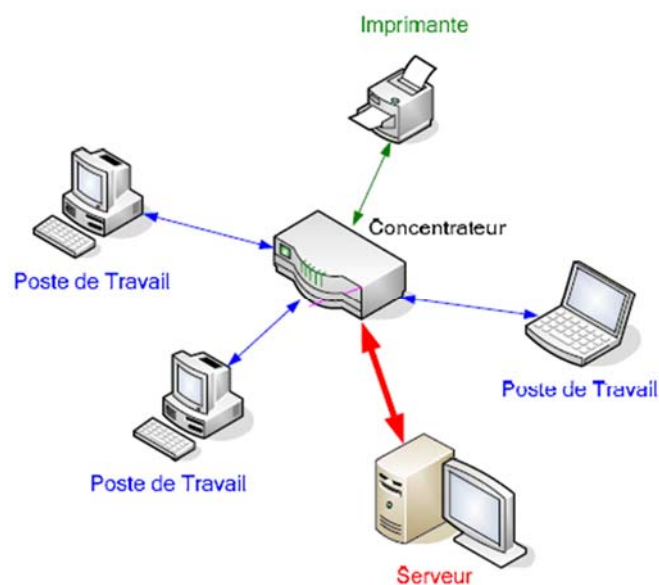 Imprimante
Concentrateur
Poste de Travail
Poste de Travail
Poste de Travail
Serveur